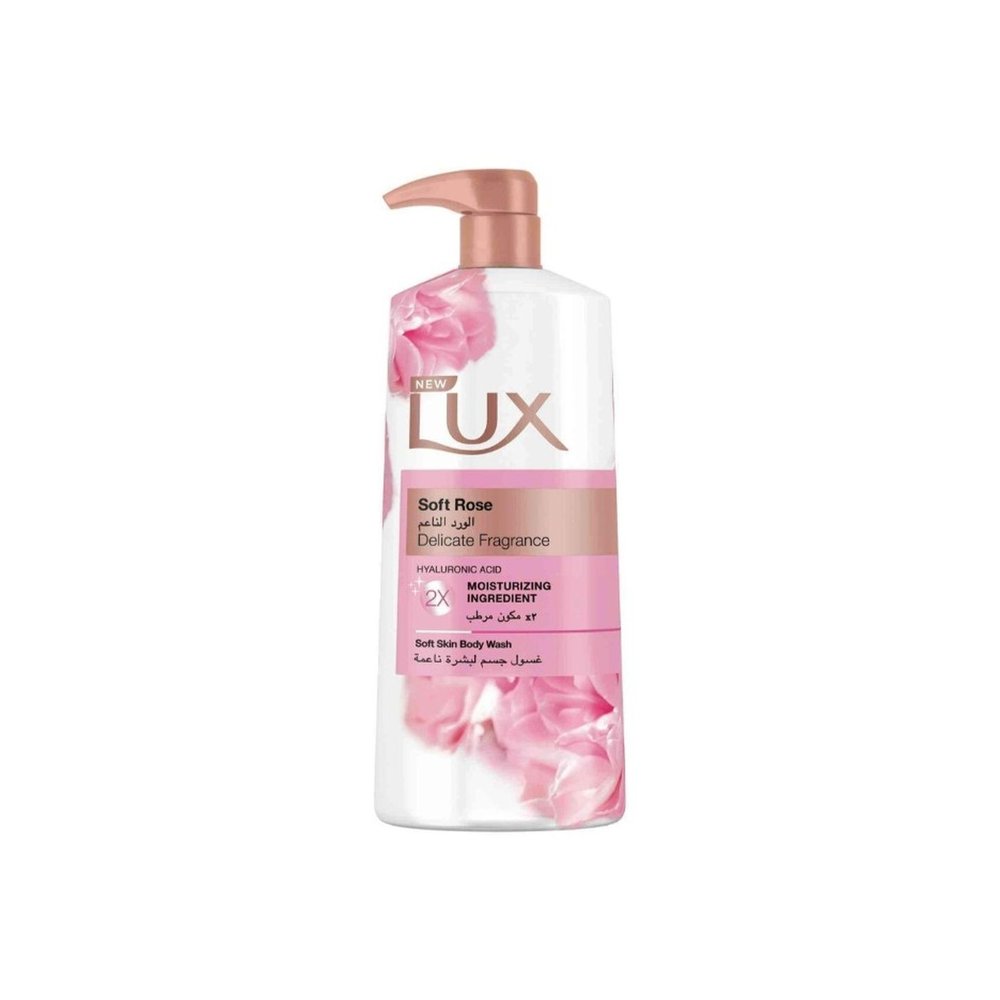 NEW
LUX
Soft Rose
الورد الناعم
Delicate Fragrance
HYALURONIC ACID
2X
MOISTURIZING
INGREDIENT
x٢ مكون مرطب
Soft Skin Body Wash
غسول جسم لبشرة ناعمة